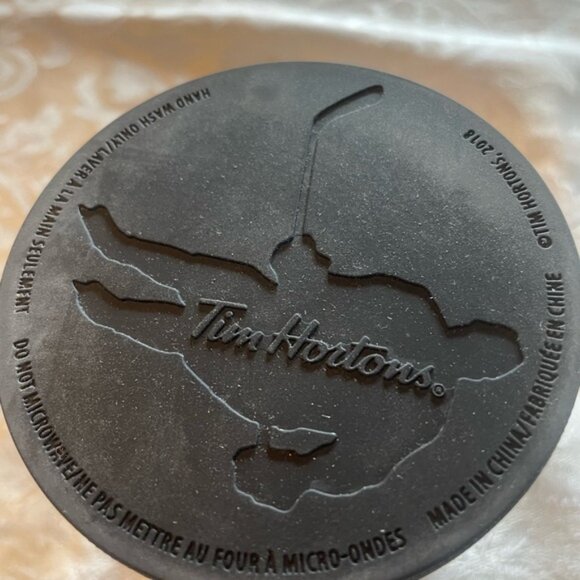 HAND WASH ONLY/LAVER À LA MAIN SEULEMENT
©TIM HORTONS, 2018
Tim Hortons®
DO NOT MICROWAVE/NE PAS METTRE AU FOUR À MICRO-ONDES
MADE IN CHINA/FABRIQUÉE EN CHINE